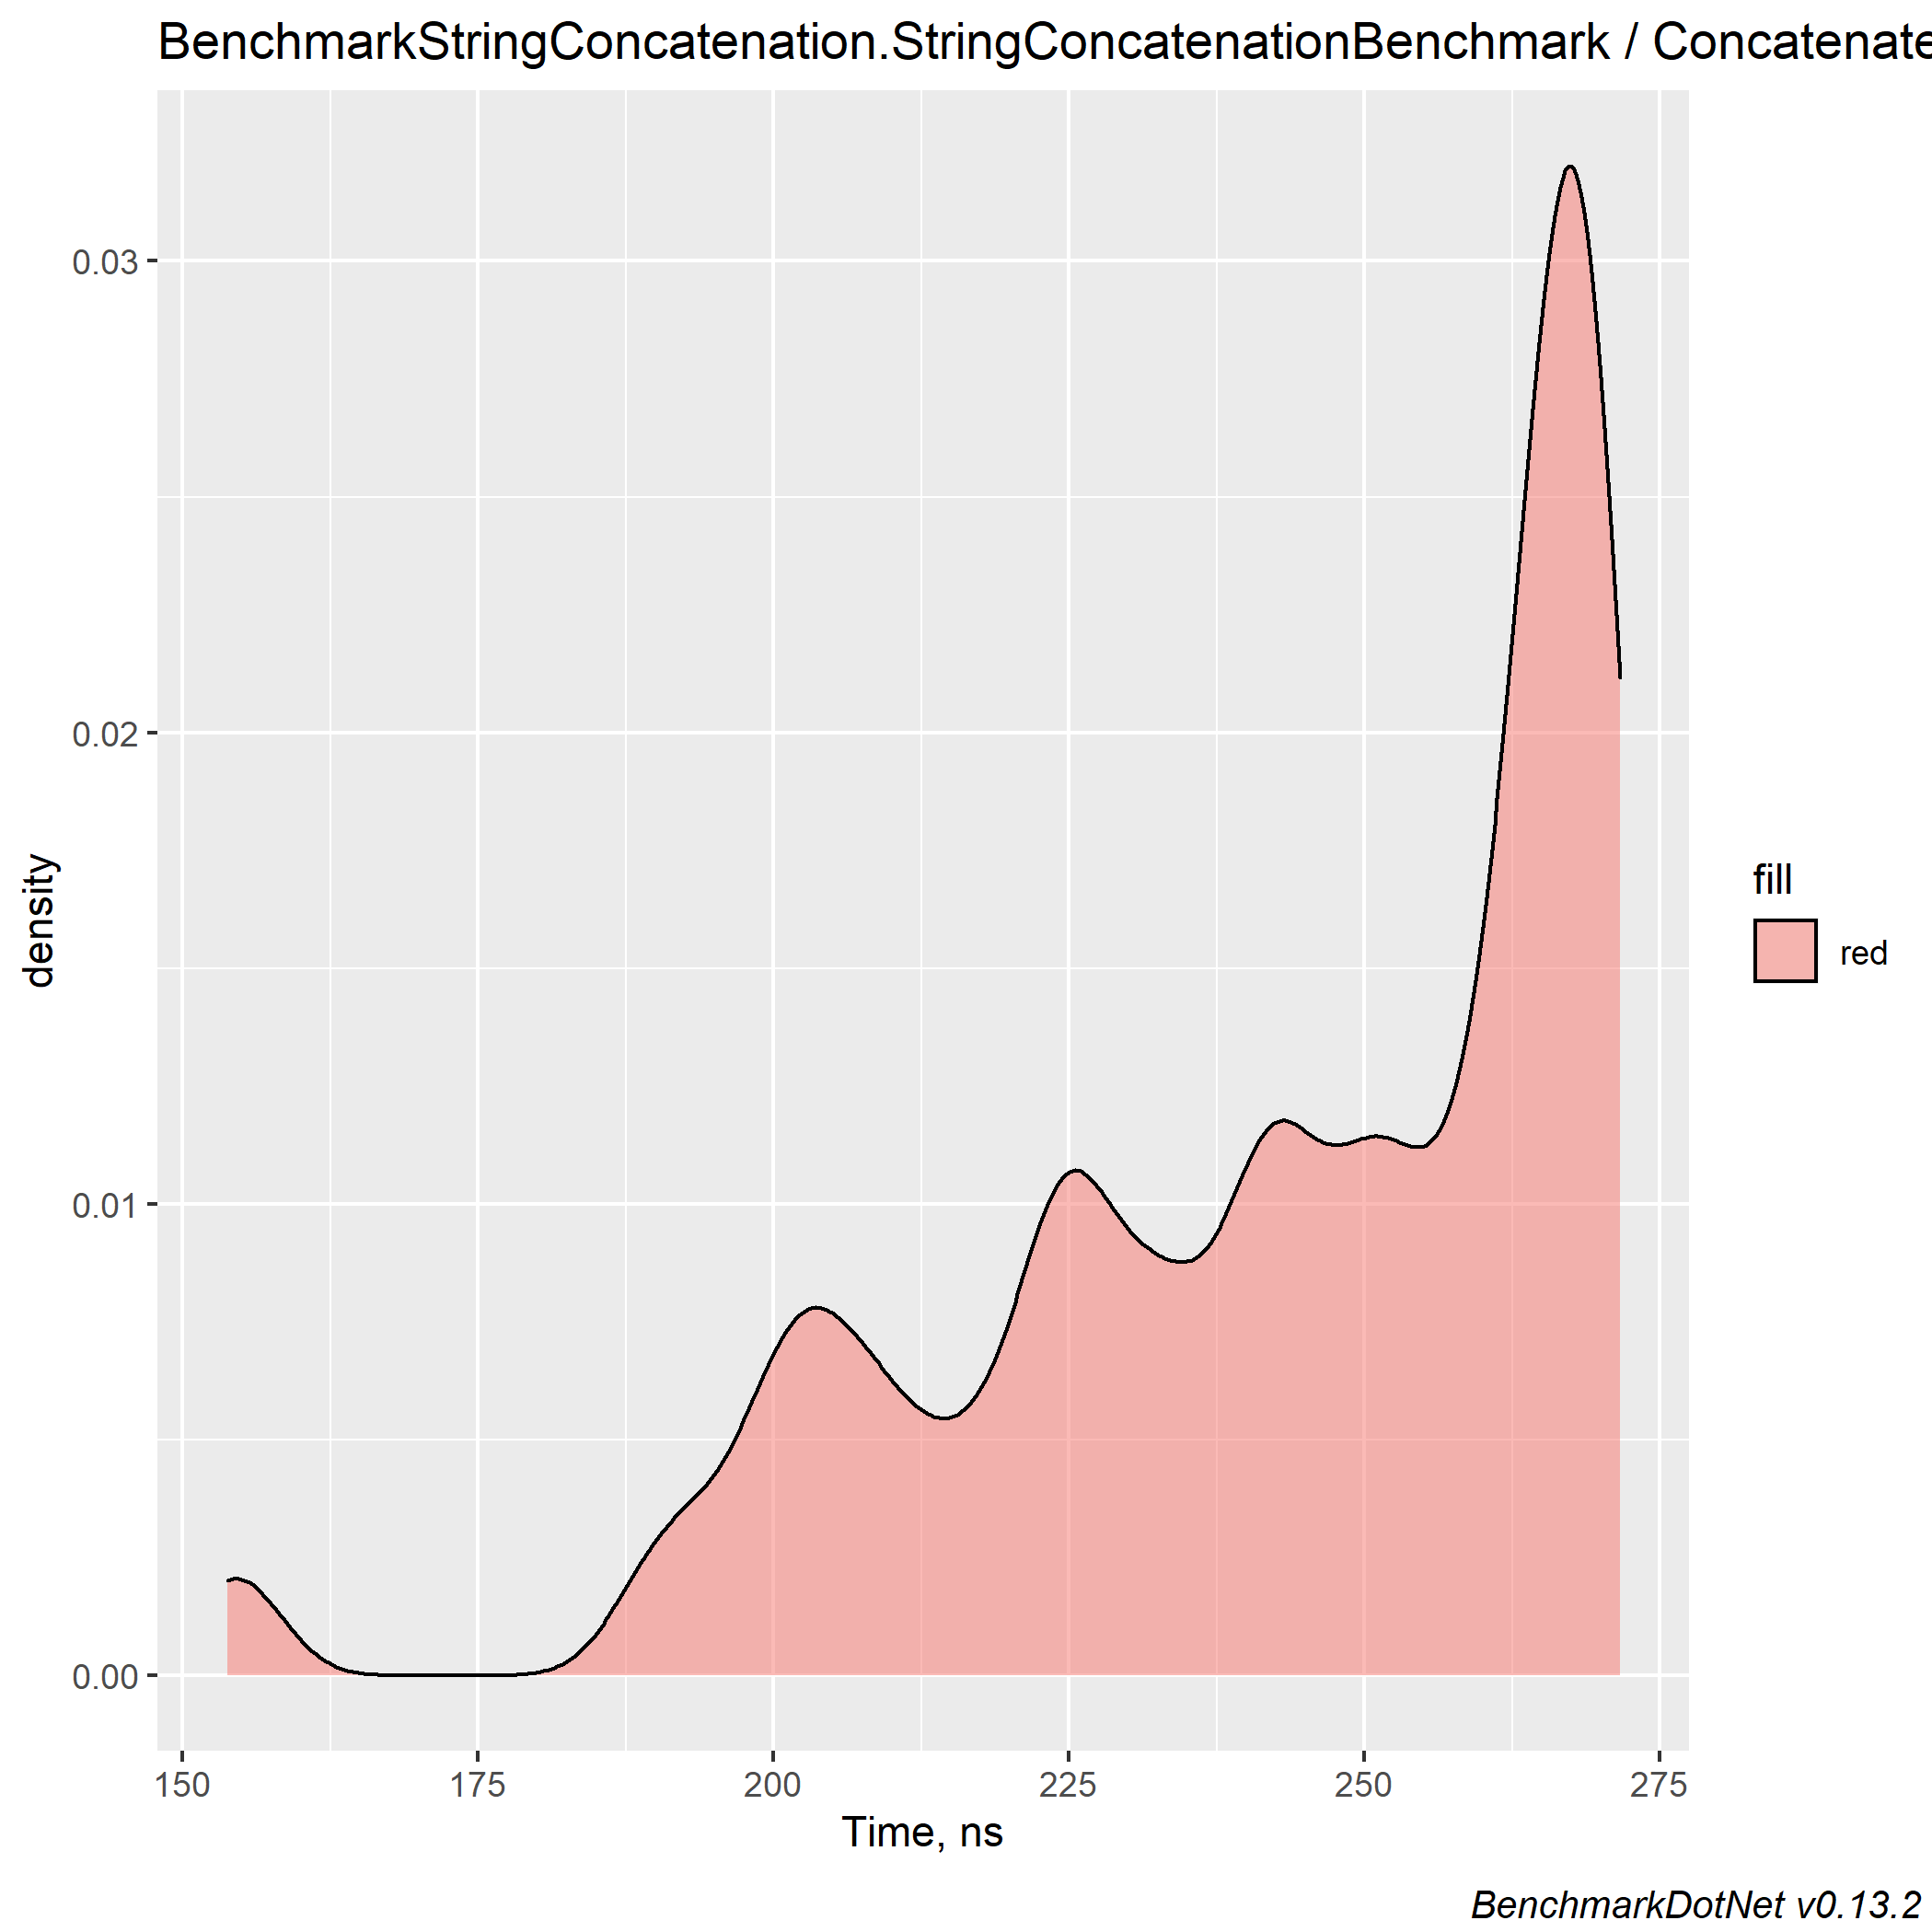 BenchmarkStringConcatenation.StringConcatenationBenchmark / Concatenate
0.03
0.02
0.01
0.00
density
150 175 200 225 250 275
Time, ns
fill
red
BenchmarkDotNet v0.13.2